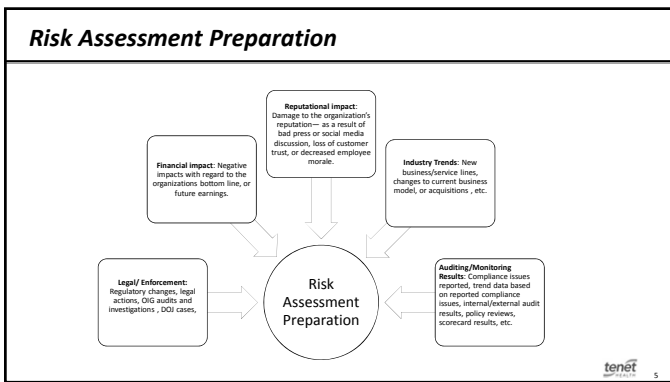 Risk Assessment Preparation
Reputational impact:
Damage to the organization's
reputation— as a result of
bad press or social media
discussion, loss of customer
trust, or decreased employee
morale.
Financial impact: Negative
impacts with regard to the
organizations bottom line, or
future earnings.
Industry Trends: New
business/service lines,
changes to current business
model, or acquisitions , etc.
Legal/ Enforcement:
Regulatory changes, legal
actions, OIG audits and
investigations , DOJ cases,
Risk
Assessment
Preparation
Auditing/Monitoring
Results: Compliance issues
reported, trend data based
on reported compliance
issues, internal/external audit
results, policy reviews,
scorecard results, etc.
tenet
HEALTH
5